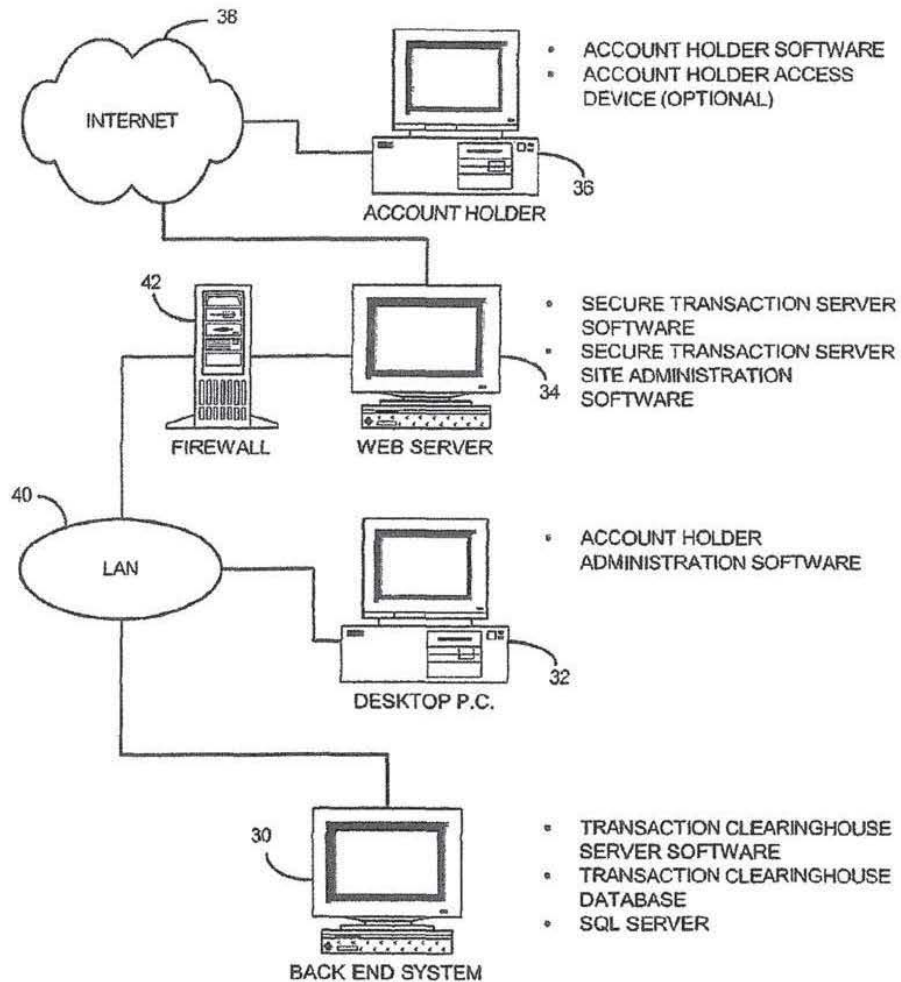 38
INTERNET
• ACCOUNT HOLDER SOFTWARE
• ACCOUNT HOLDER ACCESS
DEVICE (OPTIONAL)
36
ACCOUNT HOLDER
42
FIREWALL
34
WEB SERVER
• SECURE TRANSACTION SERVER
SOFTWARE
• SECURE TRANSACTION SERVER
SITE ADMINISTRATION
SOFTWARE
40
LAN
• ACCOUNT HOLDER
ADMINISTRATION SOFTWARE
32
DESKTOP P.C.
30
• TRANSACTION CLEARINGHOUSE
SERVER SOFTWARE
• TRANSACTION CLEARINGHOUSE
DATABASE
• SQL SERVER
BACK END SYSTEM